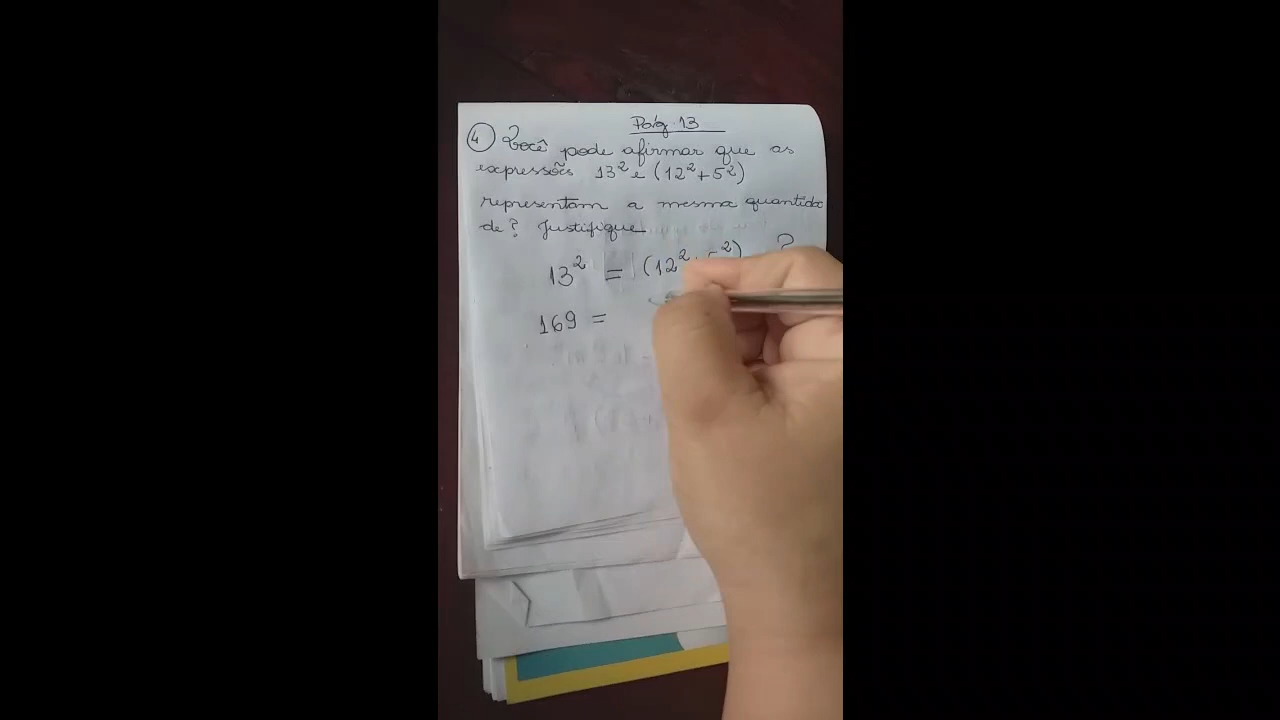 Pág 13
4 Você pode afirmar que as
expressões 13² e (12² + 5²)
representam a mesma quantida
de? Justifique
13² = (12² + 5²) ?
169 =